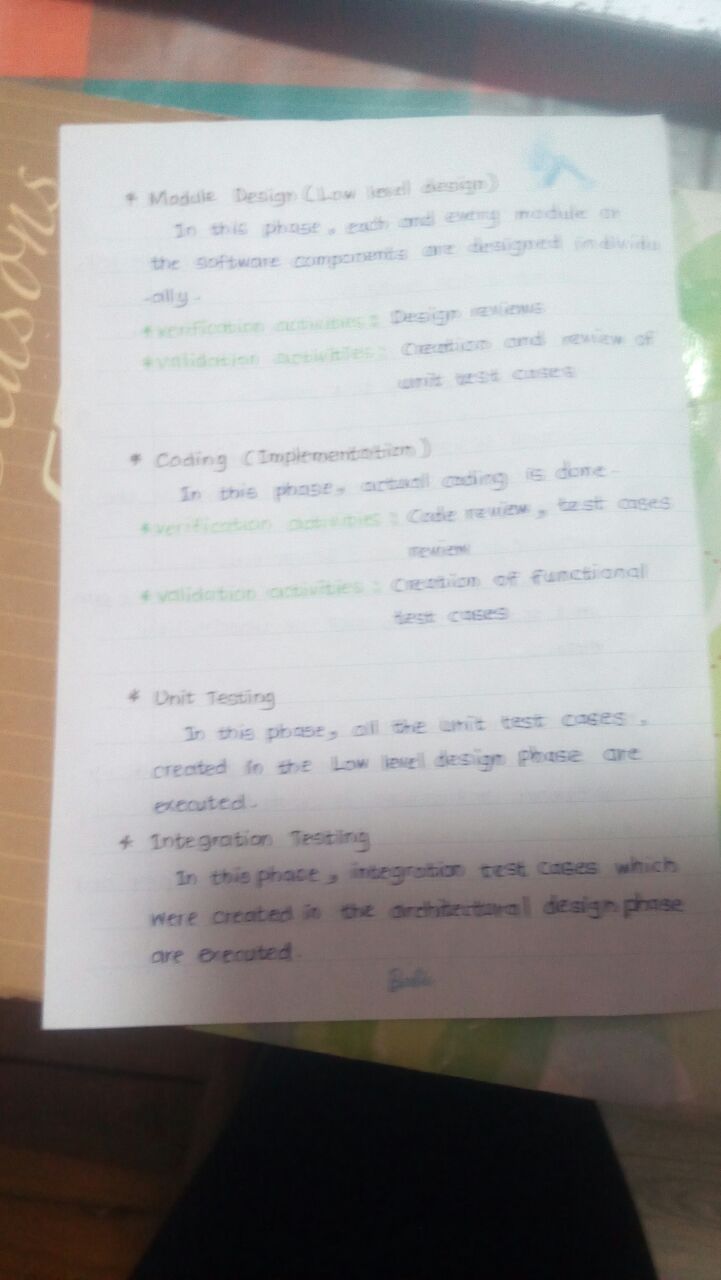 * Module Design (Low level design)
In this phase, each and every module or
the software components are designed individu
-ally.
* verification activities: Design reviews
* validation activities: Creation and review of
unit test cases
* Coding (Implementation)
In this phase, actual coding is done.
* verification activities: Code review, test cases
review
* validation activities: Creation of functional
test cases
* Unit Testing
In this phase, all the unit test cases,
created in the Low level design phase are
executed.
* Integration Testing
In this phase, integration test cases which
were created in the architectural design phase
are executed.